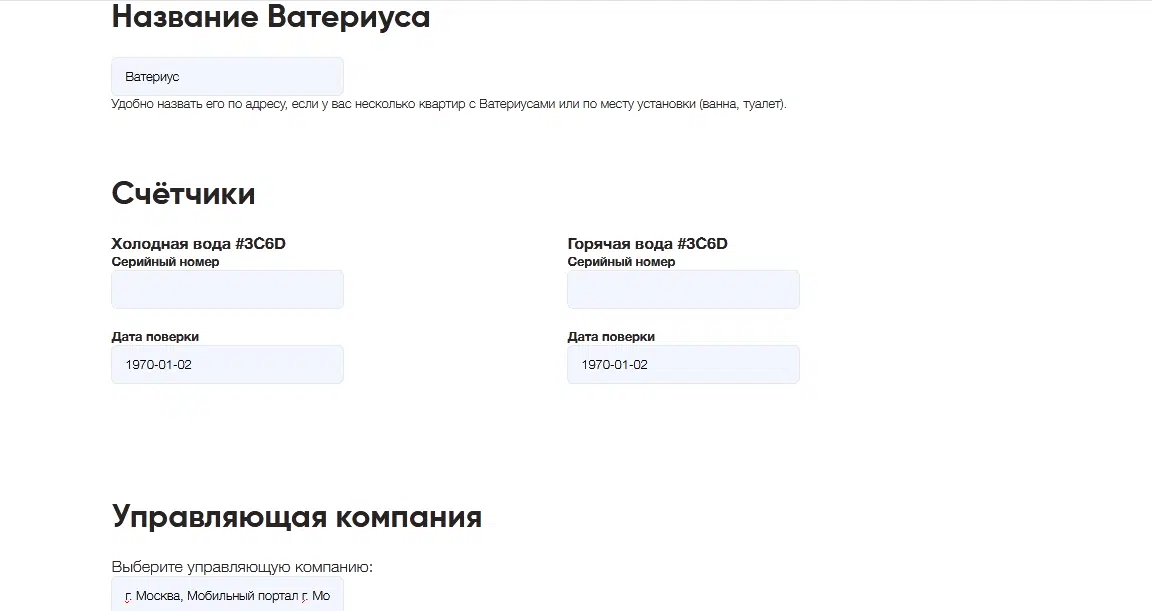 Название Ватериуса
Ватериус
Удобно назвать его по адресу, если у вас несколько квартир с Ватериусами или по месту установки (ванна, туалет).
Счётчики
Холодная вода #3C6D
Серийный номер
Дата поверки
1970-01-02
Горячая вода #3C6D
Серийный номер
Дата поверки
1970-01-02
Управляющая компания
Выберите управляющую компанию:
г. Москва, Мобильный портал г. Мо